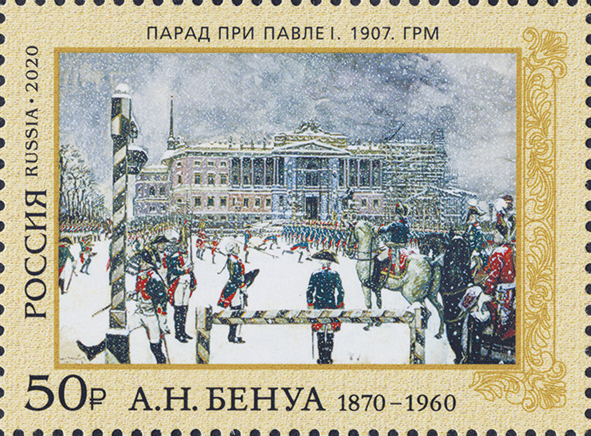 ПАРАД ПРИ ПАВЛЕ I. 1907. ГРМ
РОССИЯ RUSSIA • 2020
50₽ А.Н. БЕНУА 1870–1960